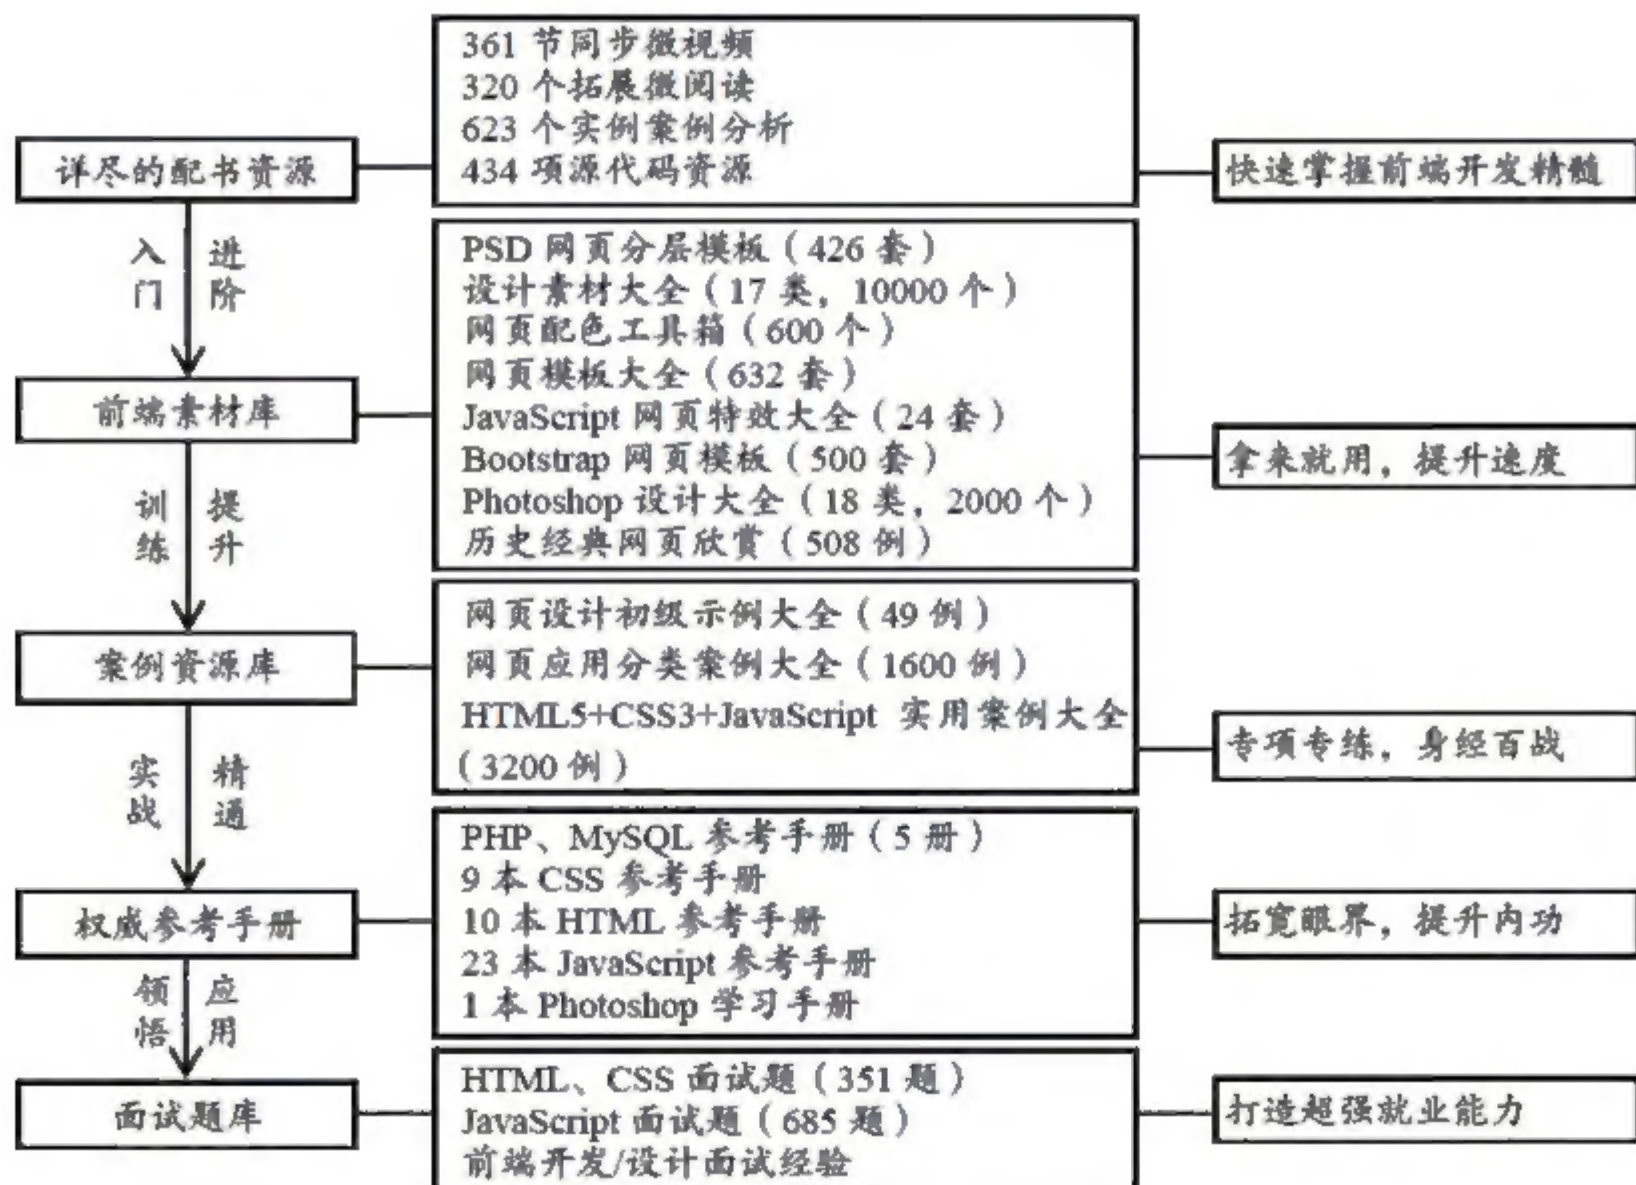 361 节同步微视频
320 个拓展微阅读
623 个实例案例分析
434 项源代码资源
详尽的配书资源
快速掌握前端开发精髓
入门
进阶
PSD 网页分层模板（426 套）
设计素材大全（17 类，10000 个）
网页配色工具箱（600 个）
网页模板大全（632 套）
JavaScript 网页特效大全（24 套）
Bootstrap 网页模板（500 套）
Photoshop 设计大全（18 类，2000 个）
历史经典网页欣赏（508 例）
前端素材库
拿来就用，提升速度
训练
提升
网页设计初级示例大全（49 例）
网页应用分类案例大全（1600 例）
HTML5+CSS3+JavaScript 实用案例大全
（3200 例）
案例资源库
专项专练，身经百战
实战
精通
PHP、MySQL 参考手册（5 册）
9 本 CSS 参考手册
10 本 HTML 参考手册
23 本 JavaScript 参考手册
1 本 Photoshop 学习手册
权威参考手册
拓宽眼界，提升内功
领悟
应用
HTML、CSS 面试题（351 题）
JavaScript 面试题（685 题）
前端开发/设计面试经验
面试题库
打造超强就业能力